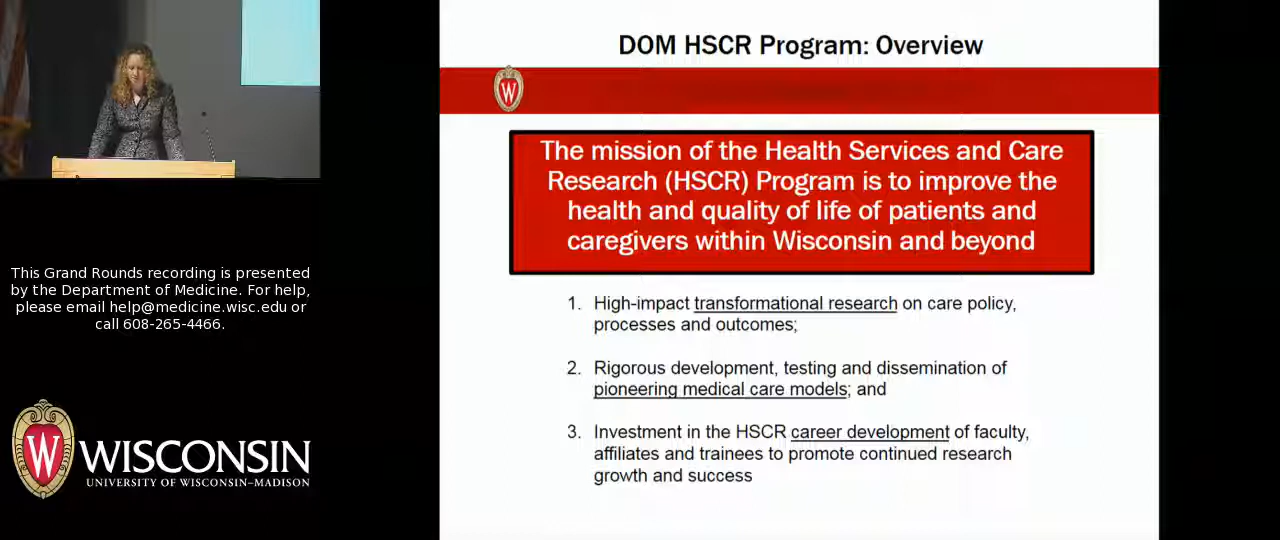 DOM HSCR Program: Overview
W
The mission of the Health Services and Care
Research (HSCR) Program is to improve the
health and quality of life of patients and
caregivers within Wisconsin and beyond
1. High-impact transformational research on care policy,
processes and outcomes;
2. Rigorous development, testing and dissemination of
pioneering medical care models; and
3. Investment in the HSCR career development of faculty,
affiliates and trainees to promote continued research
growth and success
This Grand Rounds recording is presented
by the Department of Medicine. For help,
please email help@medicine.wisc.edu or
call 608-265-4466.
W
WISCONSIN
UNIVERSITY OF WISCONSIN–MADISON